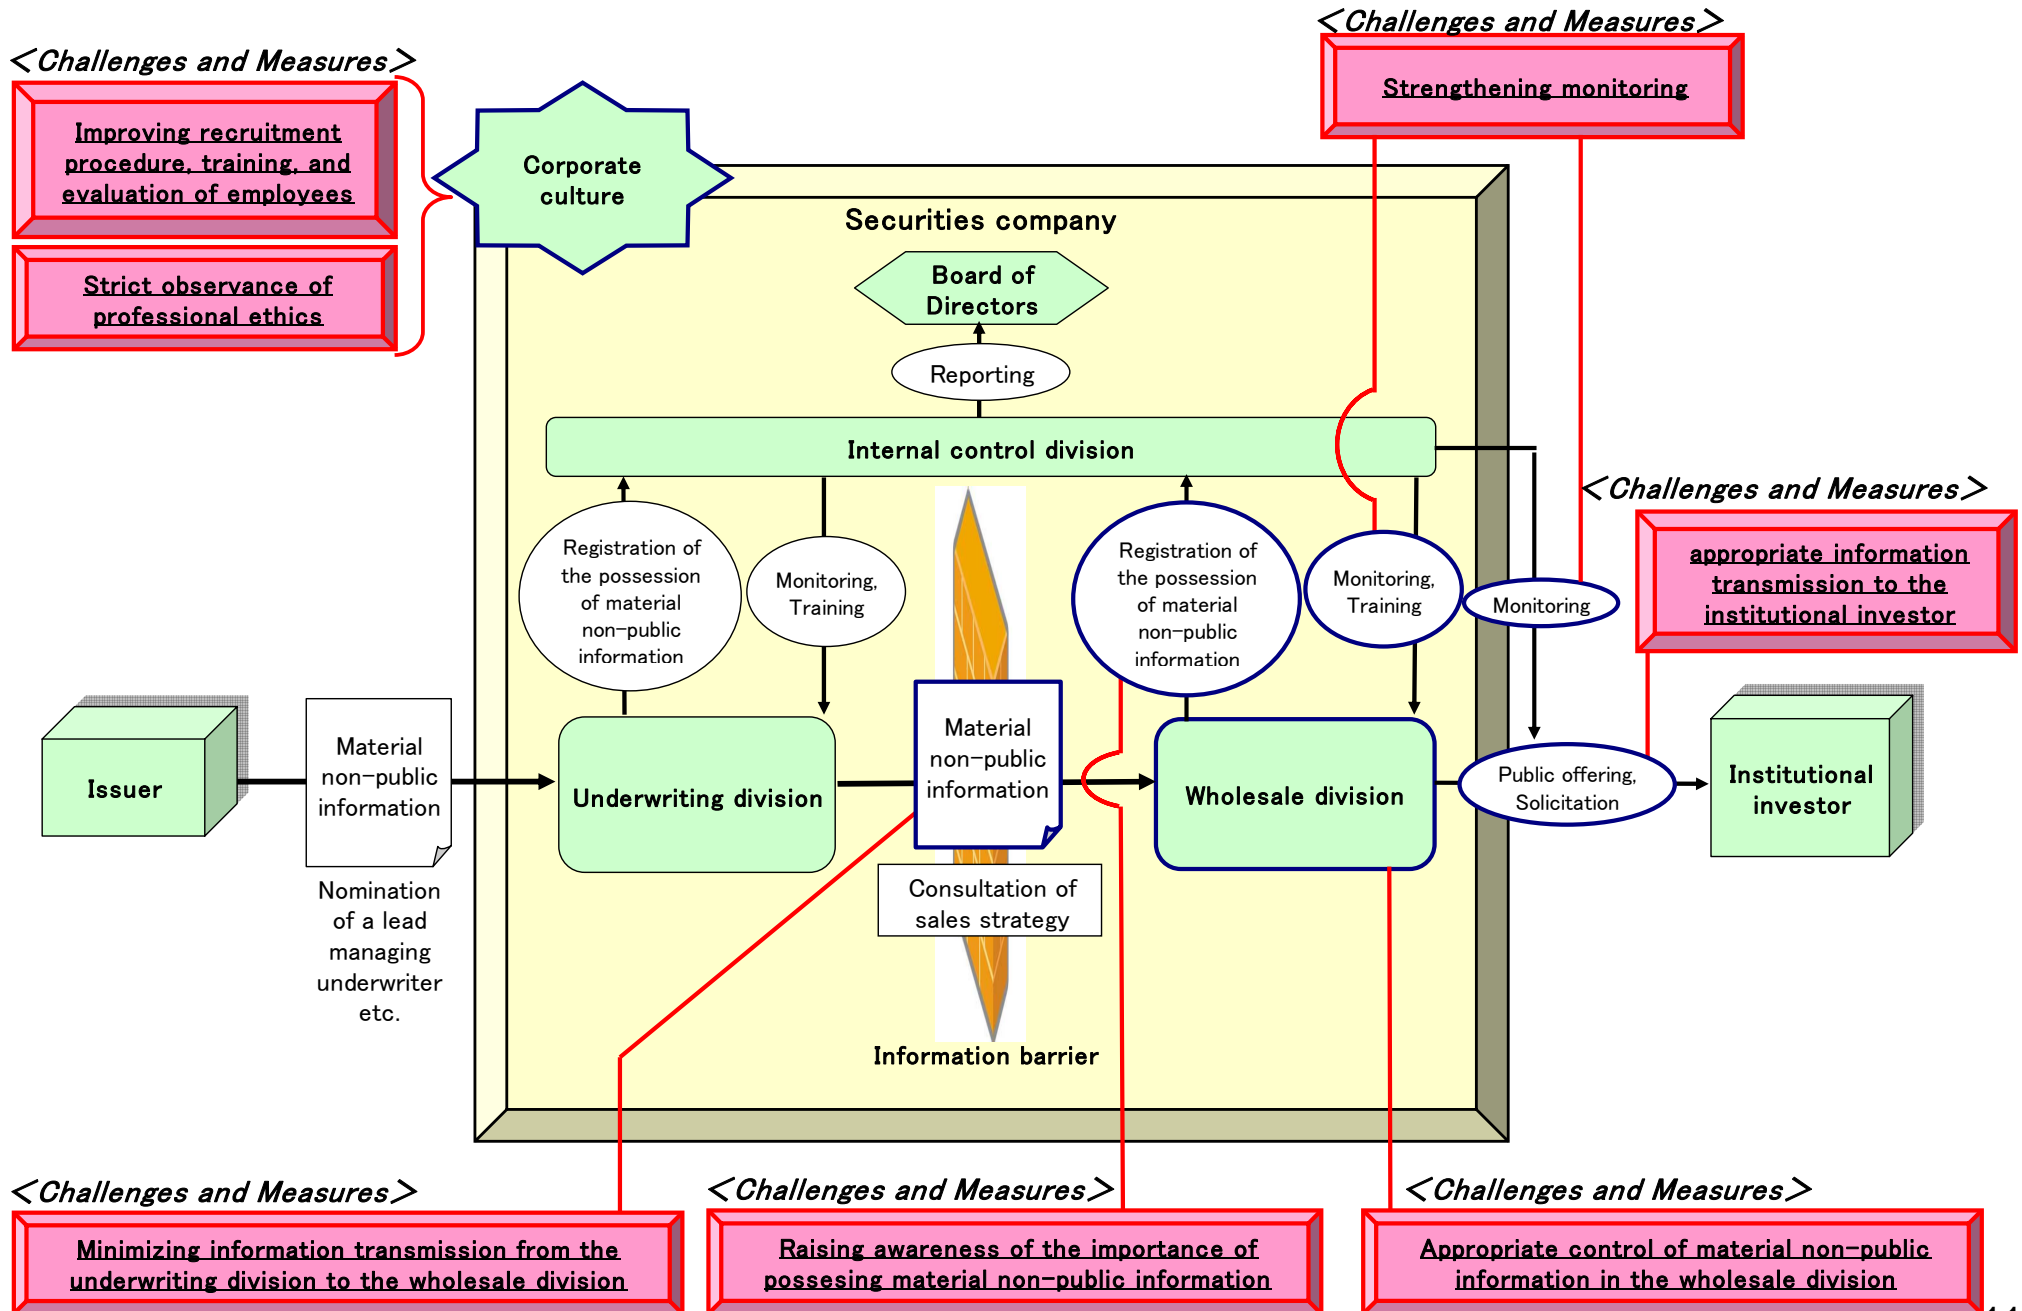 <Challenges and Measures>
Strengthening monitoring
<Challenges and Measures>
Improving recruitment
procedure, training, and
evaluation of employees
Strict observance of
professional ethics
Corporate
culture
Securities company
Board of
Directors
Reporting
Internal control division
Registration of
the possession
of material
non-public
information
Monitoring,
Training
Registration of
the possession
of material
non-public
information
Monitoring,
Training
Monitoring
<Challenges and Measures>
appropriate information
transmission to the
institutional investor
Issuer
Material
non-public
information
Nomination
of a lead
managing
underwriter
etc.
Underwriting division
Material
non-public
information
Consultation of
sales strategy
Information barrier
Wholesale division
Public offering,
Solicitation
Institutional
investor
<Challenges and Measures>
Minimizing information transmission from the
underwriting division to the wholesale division
<Challenges and Measures>
Raising awareness of the importance of
possesing material non-public information
<Challenges and Measures>
Appropriate control of material non-public
information in the wholesale division